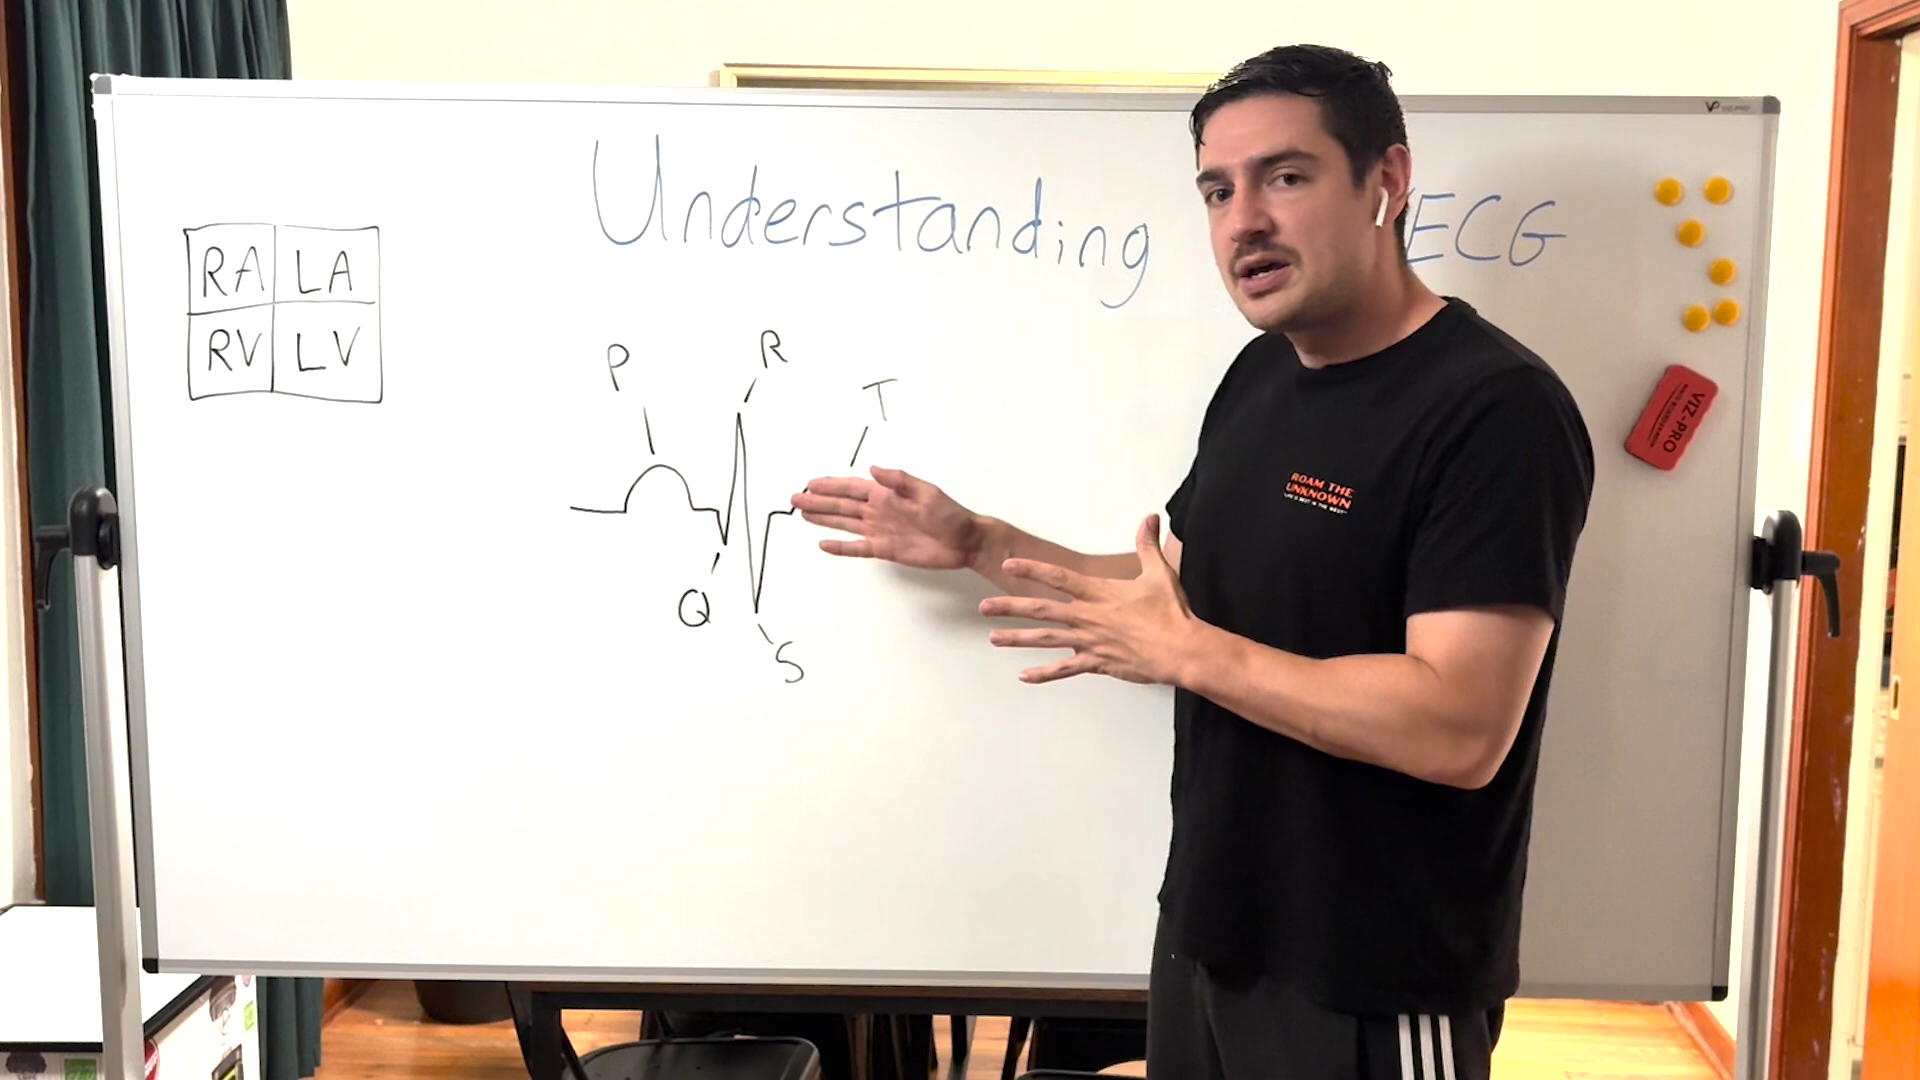 Understanding ECG
RA LA
RV LV
P
R
T
Q
S
ROAM THE
UNKNOWN
VIZ-PRO